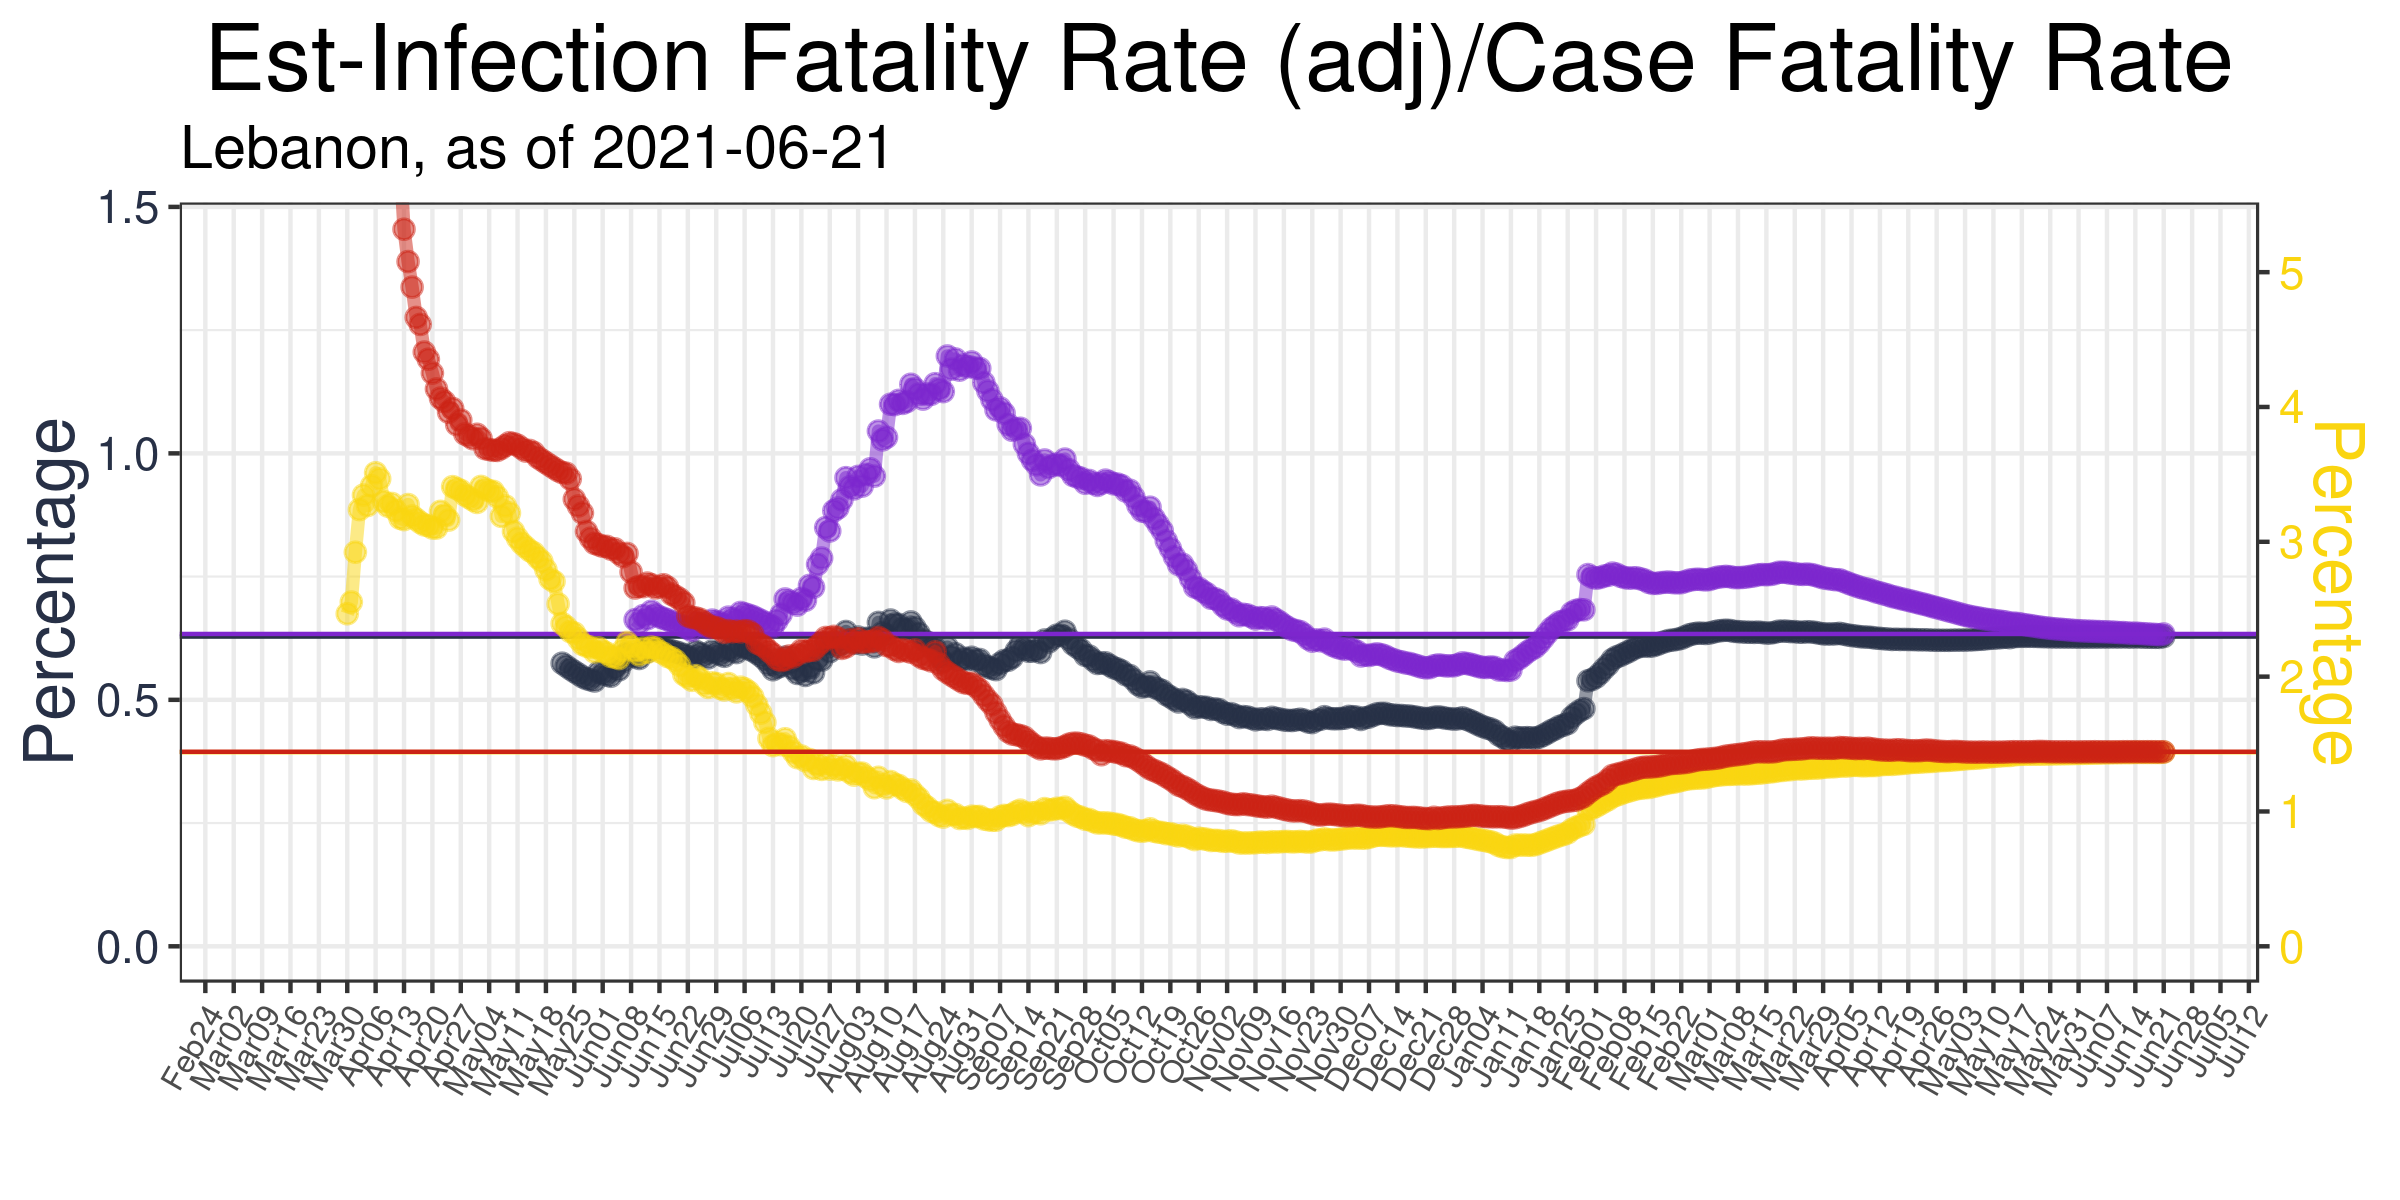 Est-Infection Fatality Rate (adj)/Case Fatality Rate
Lebanon, as of 2021-06-21
Percentage
1.5
1.0
0.5
0.0
5
4
3
2
1
0
Percentage
Feb24
Mar02
Mar09
Mar16
Mar23
Mar30
Apr06
Apr13
Apr20
Apr27
May04
May11
May18
May25
Jun01
Jun08
Jun15
Jun22
Jun29
Jul06
Jul13
Jul20
Jul27
Aug03
Aug10
Aug17
Aug24
Aug31
Sep07
Sep14
Sep21
Sep28
Oct05
Oct12
Oct19
Oct26
Nov02
Nov09
Nov16
Nov23
Nov30
Dec07
Dec14
Dec21
Dec28
Jan04
Jan11
Jan18
Jan25
Feb01
Feb08
Feb15
Feb22
Mar01
Mar08
Mar15
Mar22
Mar29
Apr05
Apr12
Apr19
Apr26
May03
May10
May17
May24
May31
Jun07
Jun14
Jun21
Jun28
Jul05
Jul12